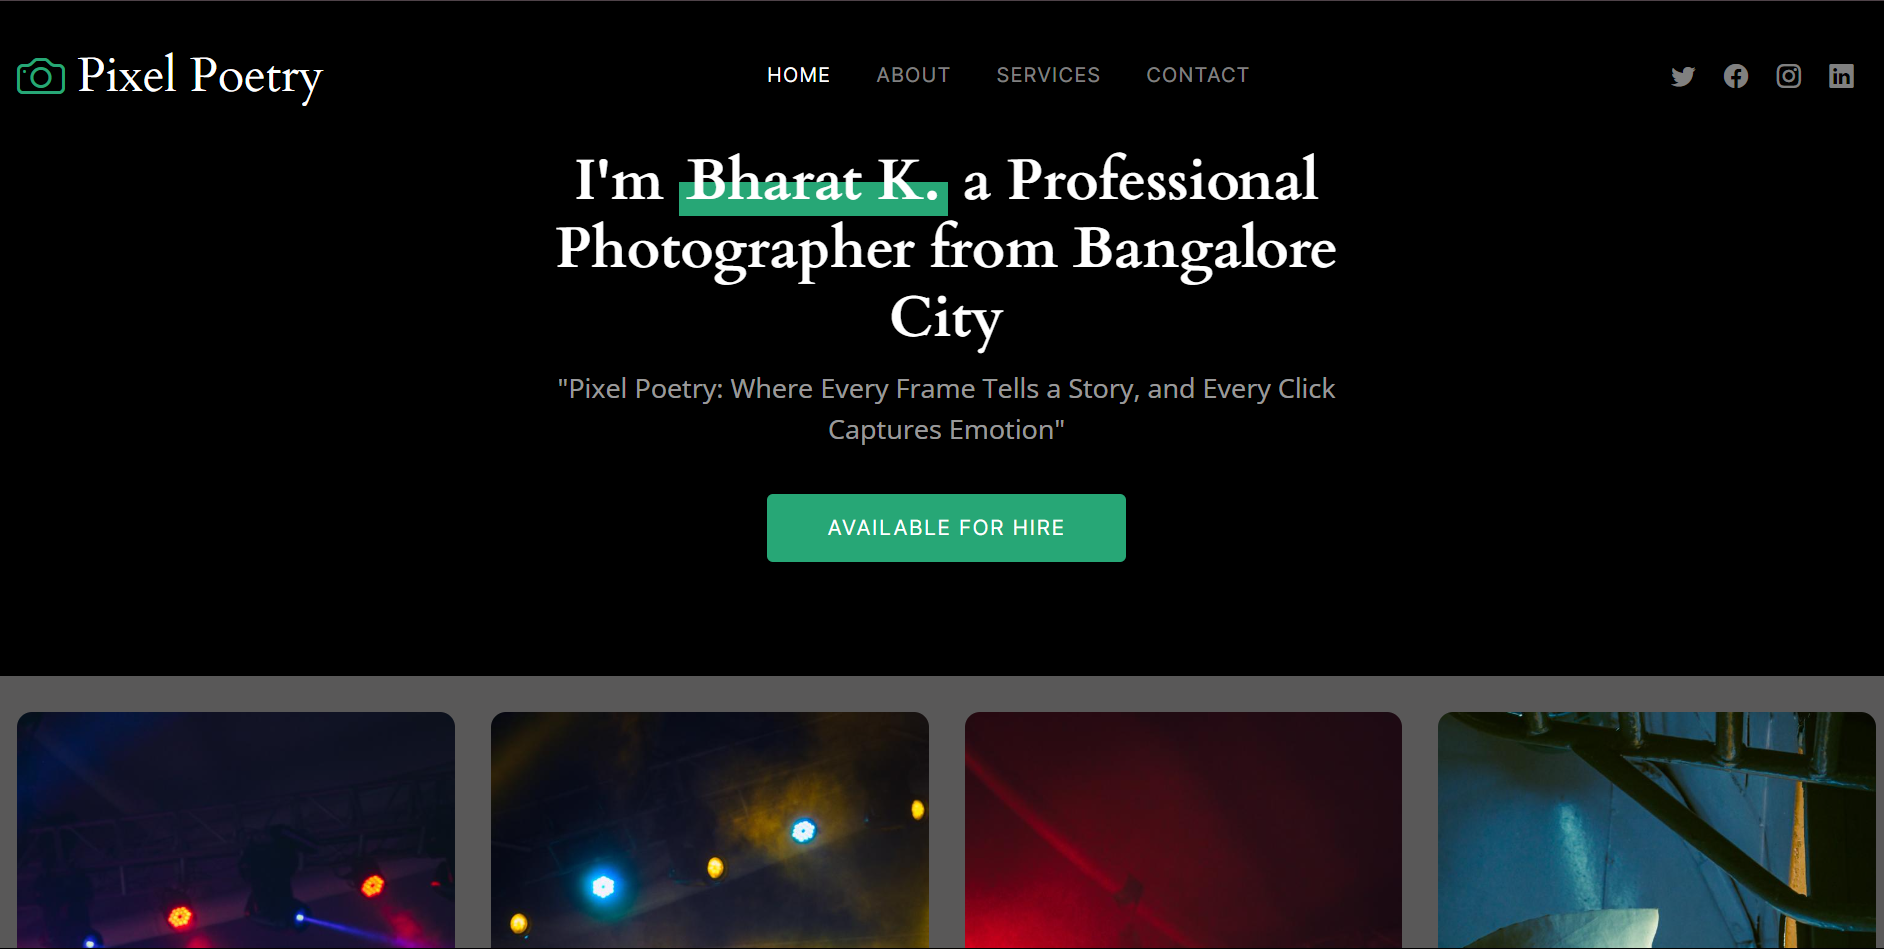 Pixel Poetry
HOME ABOUT SERVICES CONTACT
I'm Bharat K. a Professional
Photographer from Bangalore
City
"Pixel Poetry: Where Every Frame Tells a Story, and Every Click
Captures Emotion"
AVAILABLE FOR HIRE